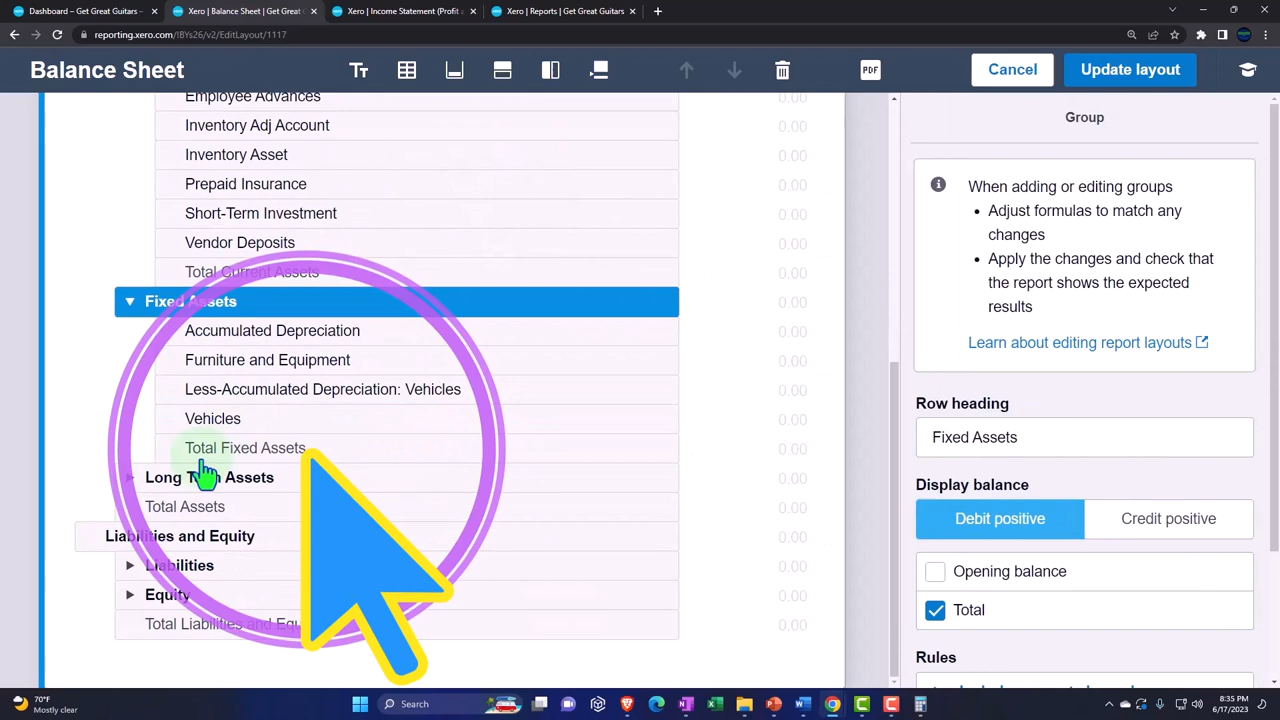 Xero | Dashboard – Get Great Guitars –
Xero | Balance Sheet | Get Great
Xero | Income Statement (Profit a
Xero | Reports | Get Great Guitars
reporting.xero.com/!BYs26/v2/EditLayout/1117
Balance Sheet
PDF
Cancel
Update layout
Employee Advances 0.00
Inventory Adj Account 0.00
Inventory Asset 0.00
Prepaid Insurance 0.00
Short-Term Investment 0.00
Vendor Deposits 0.00
Total Current Assets 0.00
Fixed Assets 0.00
Accumulated Depreciation 0.00
Furniture and Equipment 0.00
Less-Accumulated Depreciation: Vehicles 0.00
Vehicles 0.00
Total Fixed Assets 0.00
Long Assets 0.00
Total Assets 0.00
Liabilities and Equity 0.00
Liabilities 0.00
Equity 0.00
Total Liabilities and 0.00
Group
When adding or editing groups
• Adjust formulas to match any
changes
• Apply the changes and check that
the report shows the expected
results
Learn about editing report layouts
Row heading
Fixed Assets
Display balance
Debit positive
Credit positive
Opening balance
Total
Rules
70°F
Mostly clear
Search
8:35 PM
6/17/2023